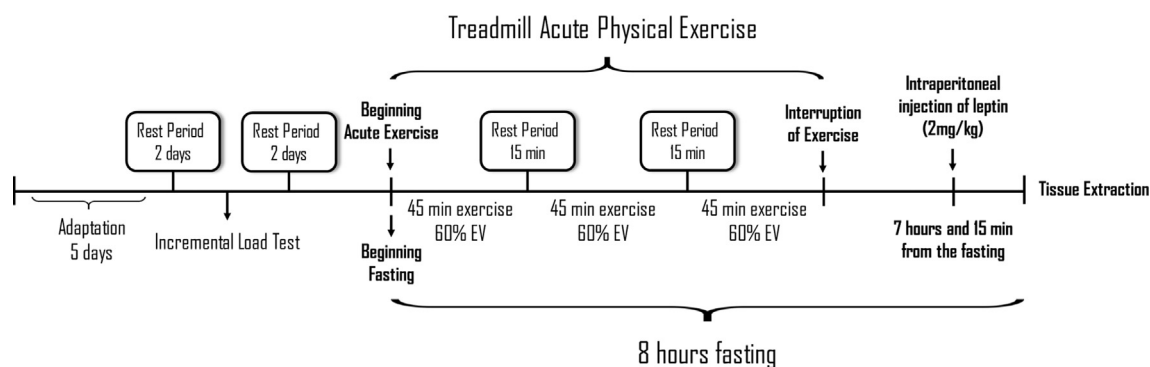 Treadmill Acute Physical Exercise
Rest Period
2 days
Rest Period
2 days
Beginning
Acute Exercise
Rest Period
15 min
Rest Period
15 min
Interruption
of Exercise
Intraperitoneal
injection of leptin
(2mg/kg)
Tissue Extraction
Adaptation
5 days
Incremental Load Test
Beginning
Fasting
45 min exercise
60% EV
45 min exercise
60% EV
45 min exercise
60% EV
7 hours and 15 min
from the fasting
8 hours fasting